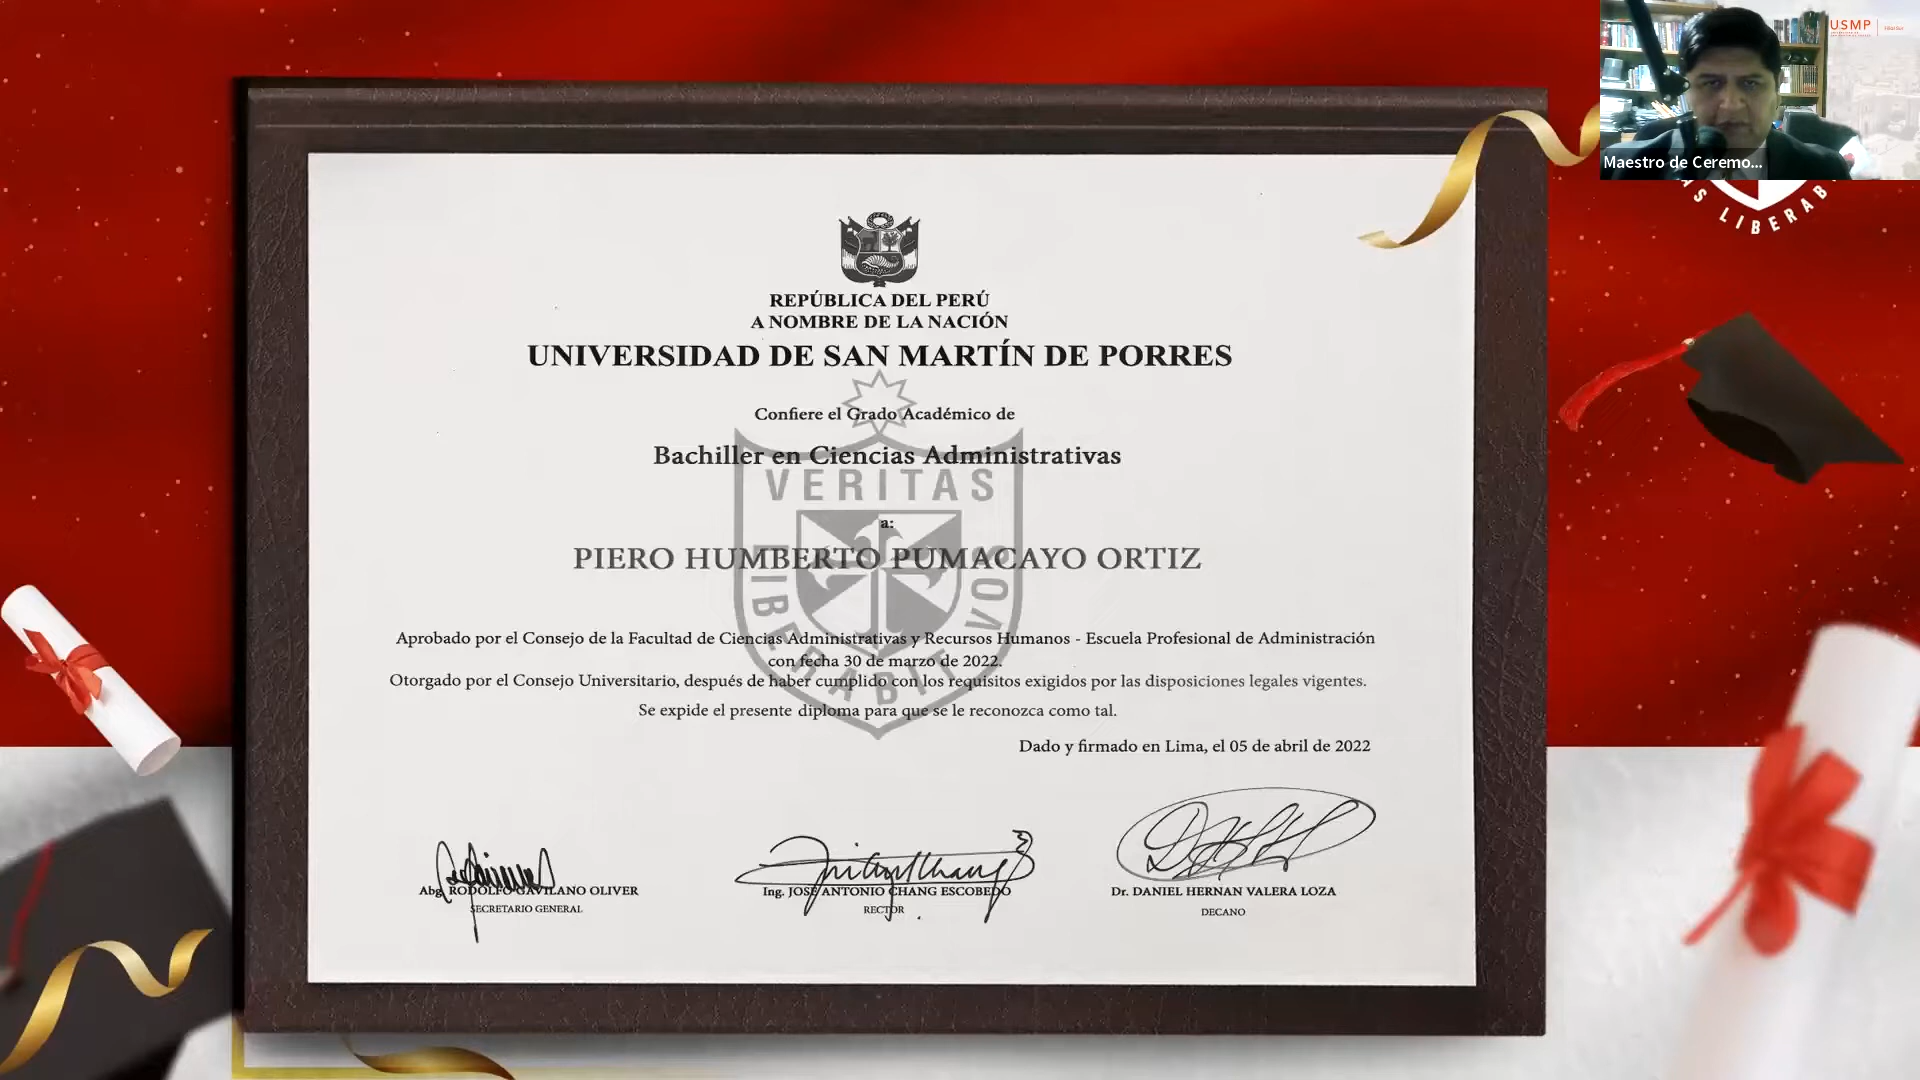 USMP
Maestro de Ceremo...
AS LIBERAB
REPÚBLICA DEL PERÚ
A NOMBRE DE LA NACIÓN
UNIVERSIDAD DE SAN MARTÍN DE PORRES
Confiere el Grado Académico de
Bachiller en Ciencias Administrativas
VERITAS
a:
PIERO HUMBERTO PUMACAYO ORTIZ
LIBERABIT VOS
Aprobado por el Consejo de la Facultad de Ciencias Administrativas y Recursos Humanos - Escuela Profesional de Administración
con fecha 30 de marzo de 2022.
Otorgado por el Consejo Universitario, después de haber cumplido con los requisitos exigidos por las disposiciones legales vigentes.
Se expide el presente diploma para que se le reconozca como tal.
Dado y firmado en Lima, el 05 de abril de 2022
Abg. RODOLFO GAVILANO OLIVER
SECRETARIO GENERAL
Ing. JOSÉ ANTONIO CHANG ESCOBEDO
RECTOR
Dr. DANIEL HERNAN VALERA LOZA
DECANO